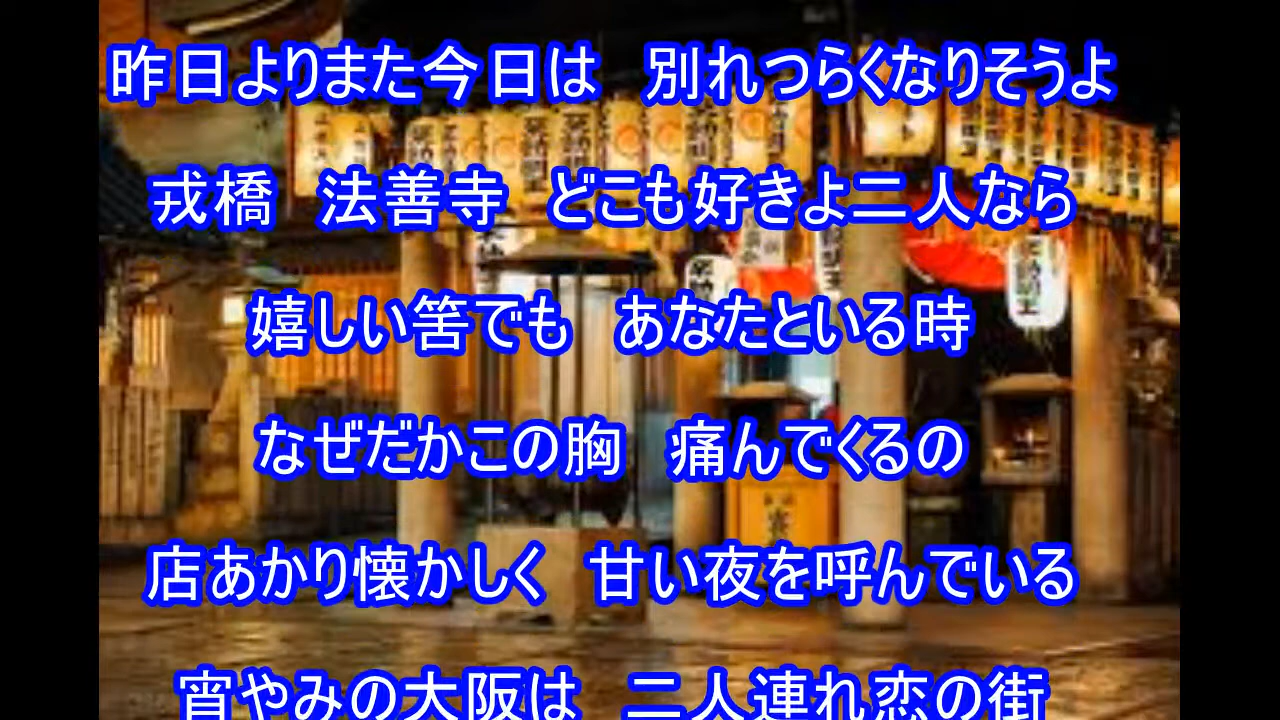 昨日よりまた今日は　別れつらくなりそうよ
戎橋　法善寺　どこも好きよ二人なら
嬉しい筈でも　あなたといる時
なぜだかこの胸　痛んでくるの
店あかり懐かしく　甘い夜を呼んでいる
宵やみの大阪は　二人連れ恋の街